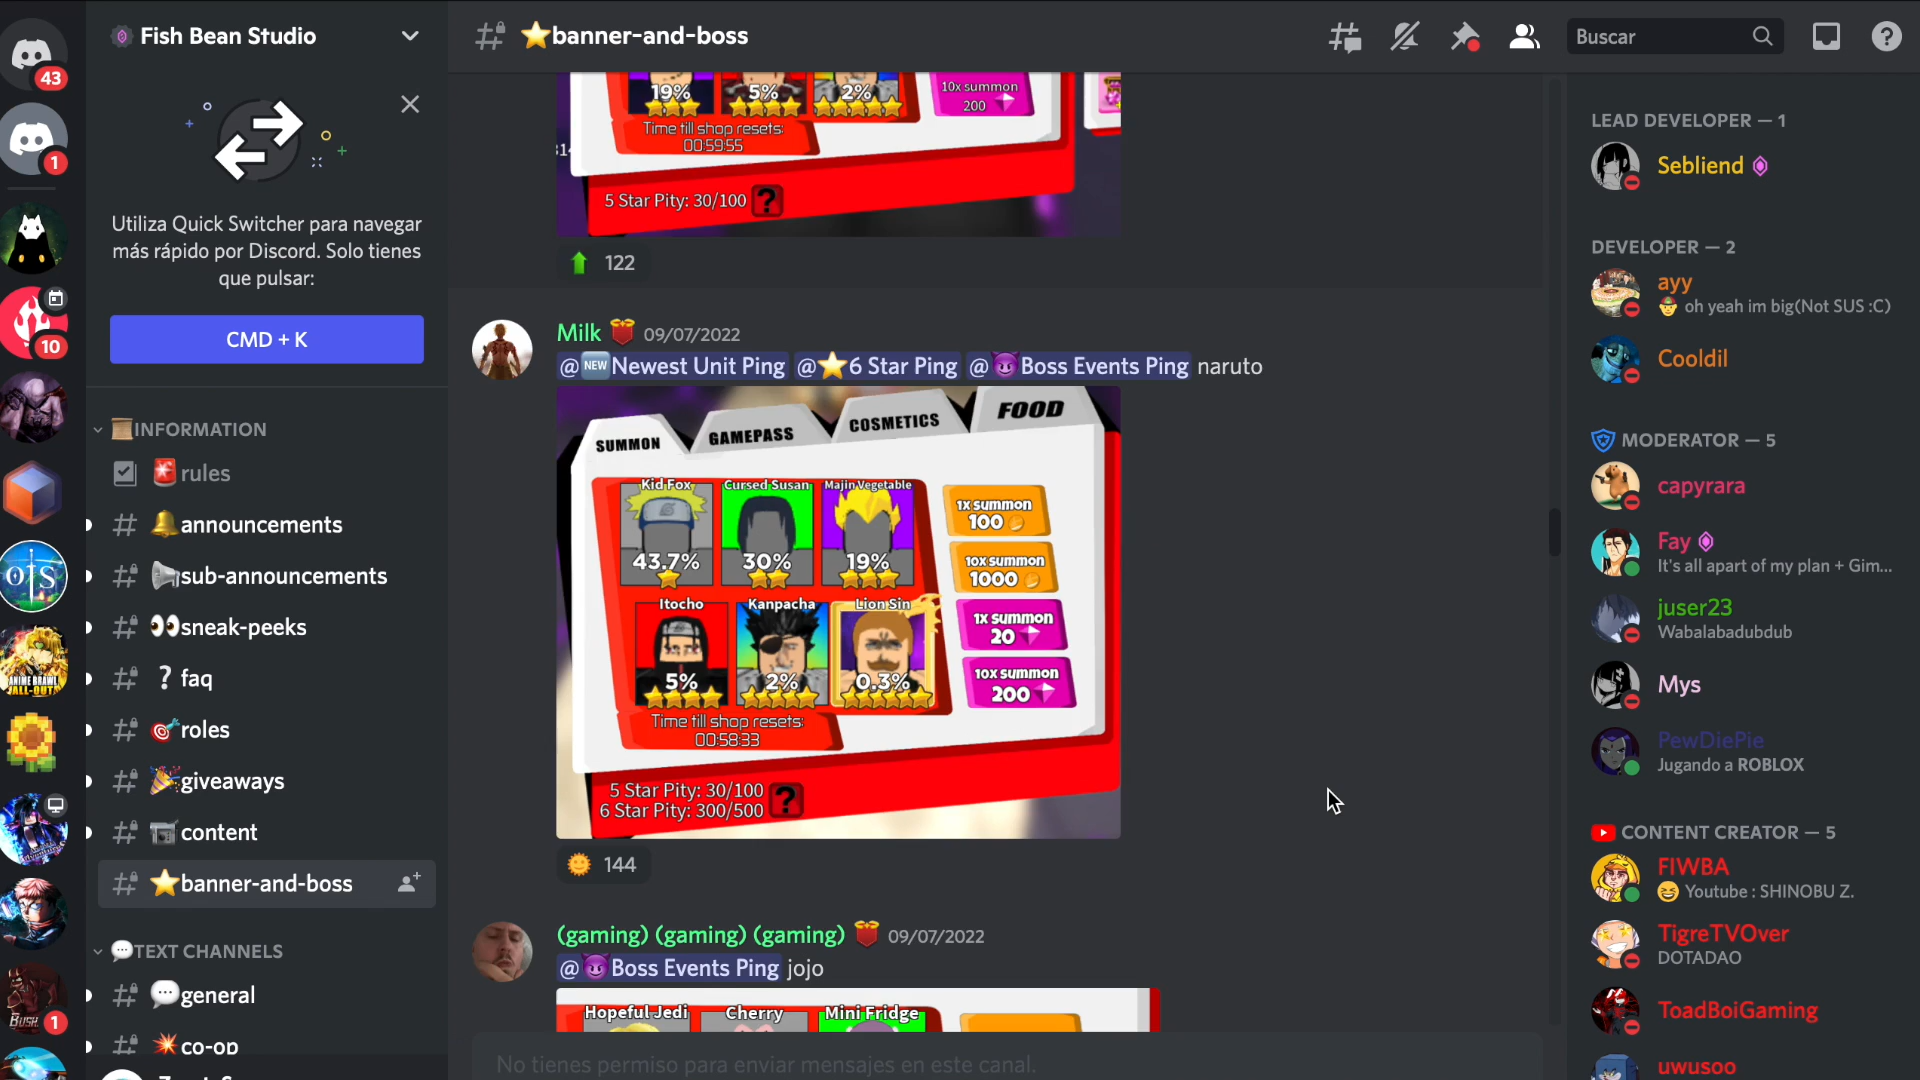 43
1
10
OTS
ANIME BRAWL
ALL-OUT
BUSH.
1
Fish Bean Studio
Utiliza Quick Switcher para navegar
más rápido por Discord. Solo tienes
que pulsar:
CMD + K
INFORMATION
rules
announcements
sub-announcements
sneak-peeks
faq
roles
giveaways
content
banner-and-boss
TEXT CHANNELS
general
co-op
banner-and-boss
Buscar
19% 5% 2%
10x summon
200
Time till shop resets:
00:59:55
5 Star Pity: 30/100 ?
122
Milk 09/07/2022
@NEW Newest Unit Ping @⭐6 Star Ping @😈Boss Events Ping naruto
SUMMON GAMEPASS COSMETICS FOOD
Kid Fox Cursed Susan Majin Vegetable
43.7% 30% 19%
1x summon
100
10x summon
1000
Itocho Kanpacha Lion Sin
5% 2% 0.3%
1x summon
20
10x summon
200
Time till shop resets:
00:58:33
5 Star Pity: 30/100
6 Star Pity: 300/500 ?
144
(gaming) (gaming) (gaming) 09/07/2022
@😈Boss Events Ping jojo
Hopeful Jedi Cherry Mini Fridge
No tienes permiso para enviar mensajes en este canal.
LEAD DEVELOPER — 1
Sebliend
DEVELOPER — 2
ayy
oh yeah im big(Not SUS :C)
Cooldil
MODERATOR — 5
capyrara
Fay
It's all apart of my plan + Gim...
juser23
Wabalabadubdub
Mys
PewDiePie
Jugando a ROBLOX
CONTENT CREATOR — 5
FIWBA
Youtube : SHINOBU Z.
TigreTVOver
DOTADAO
ToadBoiGaming
uwusoo